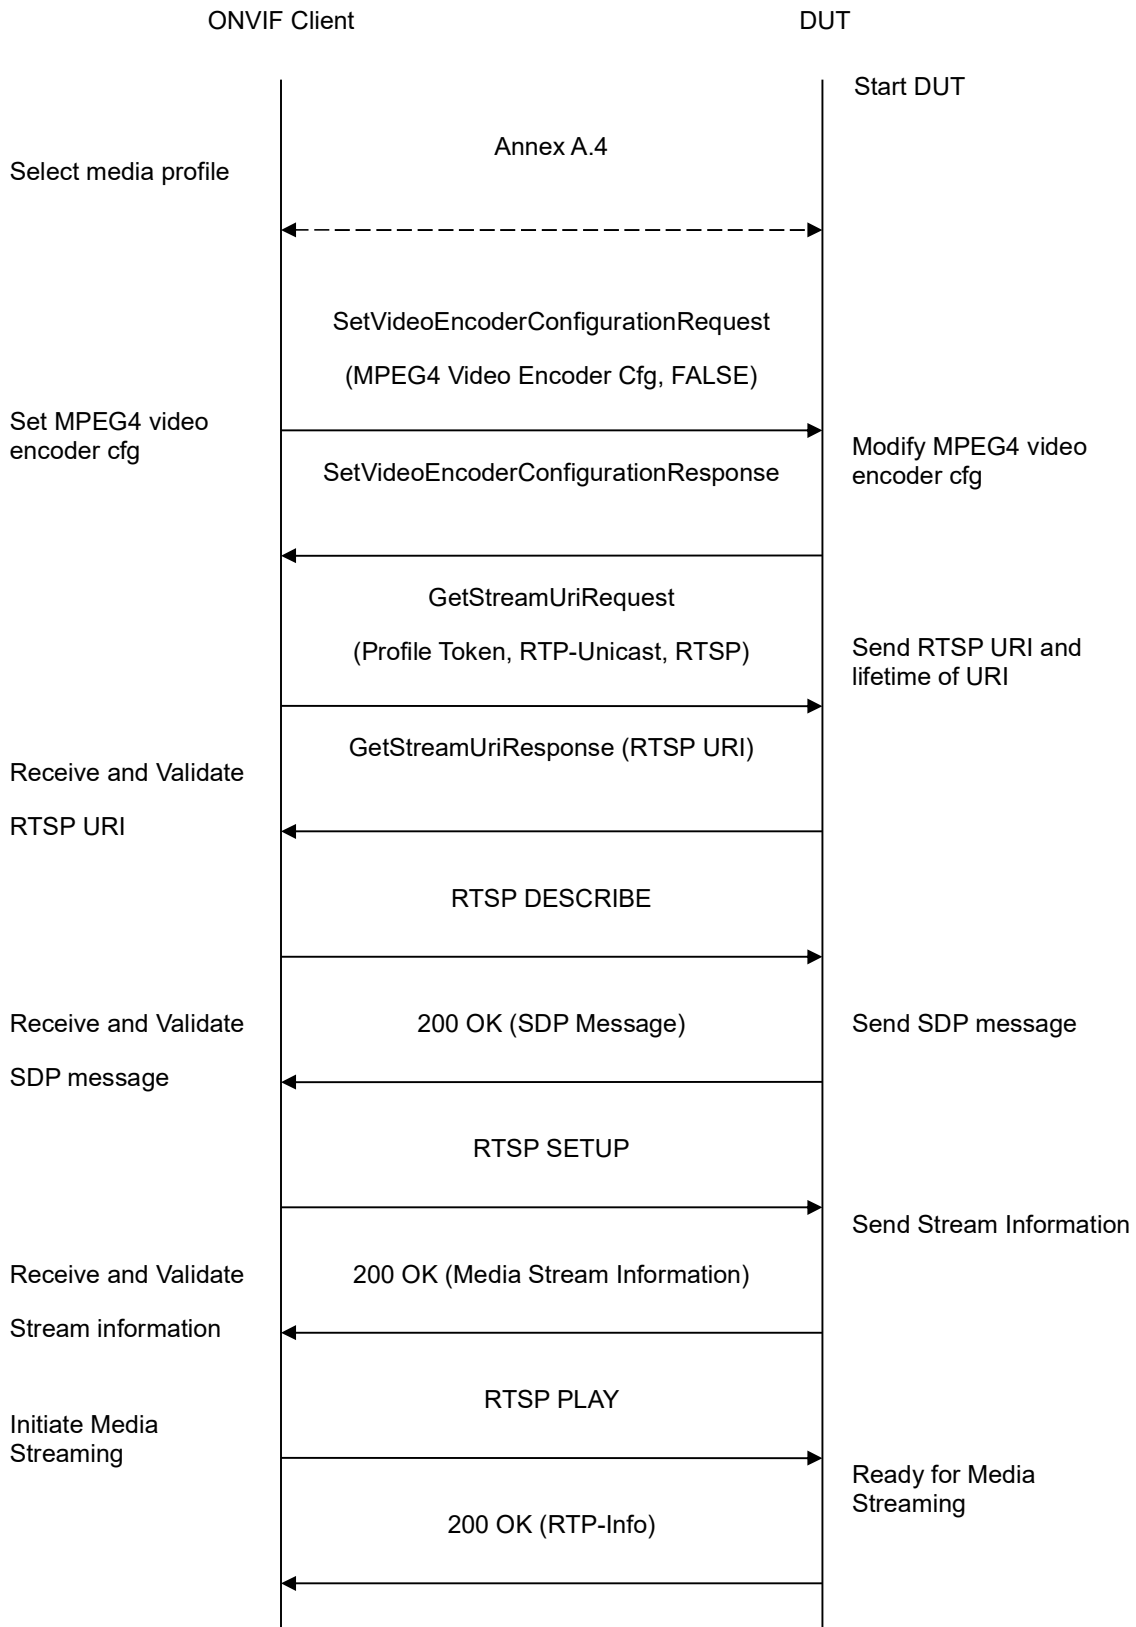 ONVIF Client
DUT
Start DUT
Annex A.4
Select media profile
SetVideoEncoderConfigurationRequest
(MPEG4 Video Encoder Cfg, FALSE)
Set MPEG4 video
encoder cfg
Modify MPEG4 video
encoder cfg
SetVideoEncoderConfigurationResponse
GetStreamUriRequest
(Profile Token, RTP-Unicast, RTSP)
Send RTSP URI and
lifetime of URI
GetStreamUriResponse (RTSP URI)
Receive and Validate
RTSP URI
RTSP DESCRIBE
Receive and Validate
SDP message
200 OK (SDP Message)
Send SDP message
RTSP SETUP
Send Stream Information
Receive and Validate
Stream information
200 OK (Media Stream Information)
RTSP PLAY
Initiate Media
Streaming
Ready for Media
Streaming
200 OK (RTP-Info)